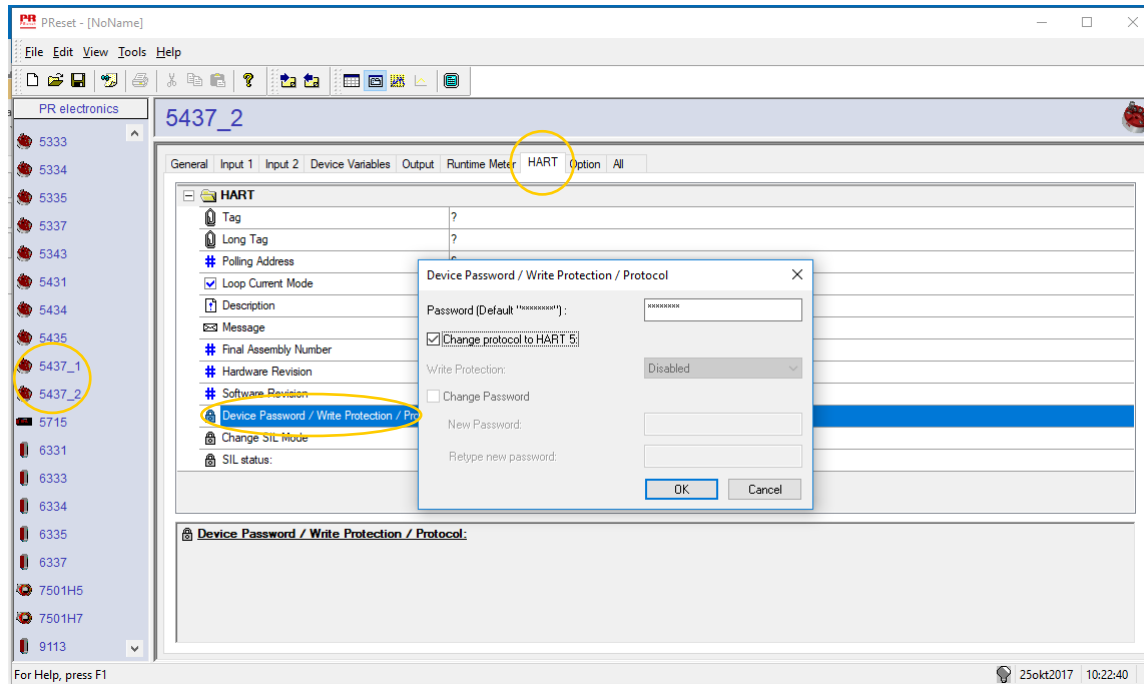 PR PReset - [NoName]
File Edit View Tools Help
PR electronics
5333
5334
5335
5337
5343
5431
5434
5435
5437_1
5437_2
5715
6331
6333
6334
6335
6337
7501H5
7501H7
9113
5437_2
General Input 1 Input 2 Device Variables Output Runtime Meter HART Option All
HART
Tag ?
Long Tag ?
Polling Address
Loop Current Mode
Description
Message
Final Assembly Number
Hardware Revision
Software Revision
Device Password / Write Protection / Pro
Change SIL Mode
SIL status:
Device Password / Write Protection / Protocol
Password (Default "********") : ********
Change protocol to HART 5:
Write Protection: Disabled
Change Password
New Password:
Retype new password:
OK Cancel
Device Password / Write Protection / Protocol:
For Help, press F1 25okt2017 10:22:40